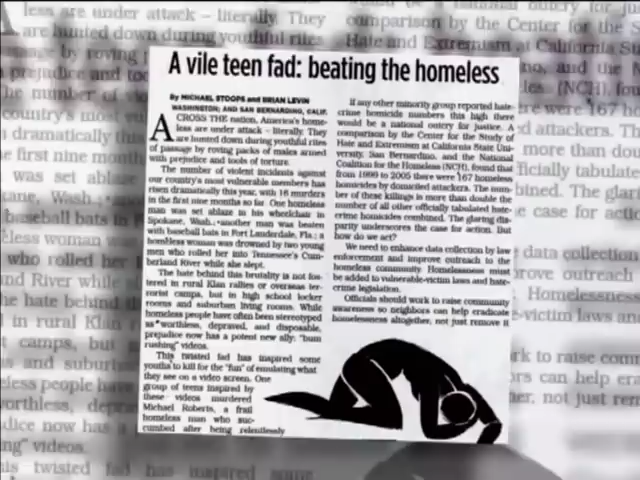 A vile teen fad: beating the homeless
By MICHAEL STOOPS and BRIAN LEVIN
WASHINGTON; AND SAN BERNARDINO, CALIF.
ACROSS THE nation, America's home-
less are under attack – literally. They
are hunted down during youthful rites
of passage by roving packs of males armed
with prejudice and tools of torture.
The number of violent incidents against
our country's most vulnerable members has
risen dramatically this year, with 16 murders
in the first nine months so far. One homeless
man was set ablaze in his wheelchair in
Spokane, Wash.; another man was beaten
with baseball bats in Fort Lauderdale, Fla.; a
homeless woman was drowned by two young
men who rolled her into Tennessee's Cum-
berland River while she slept.
The hate behind this brutality is not fos-
tered in rural Klan rallies or overseas ter-
rorist camps, but in high school locker
rooms and suburban living rooms. While
homeless people have often been stereotyped
as worthless, depraved, and disposable,
prejudice now has a potent new ally: "bum
rushing" videos.
This twisted fad has inspired some
youths to kill for the "fun" of emulating what
they see on a video screen. One
group of teens inspired by
these videos murdered
Michael Roberts, a frail
homeless man who suc-
cumbed after being relentlessly
If any other minority group reported hate-
crime homicide numbers this high there
would be a national outcry for justice. A
comparison by the Center for the Study of
Hate and Extremism at California State Uni-
versity, San Bernardino, and the National
Coalition for the Homeless (NCH), found that
from 1999 to 2005 there were 167 homeless
homicides by domiciled attackers. The num-
ber of these killings is more than double the
number of all other officially tabulated hate-
crime homicides combined. The glaring dis-
parity underscores the case for action. But
how do we act?
We need to enhance data collection by law
enforcement and improve outreach to the
homeless community. Homelessness must
be added to vulnerable-victim laws and hate-
crime legislation.
Officials should work to raise community
awareness so neighbors can help eradicate
homelessness altogether, not just remove it